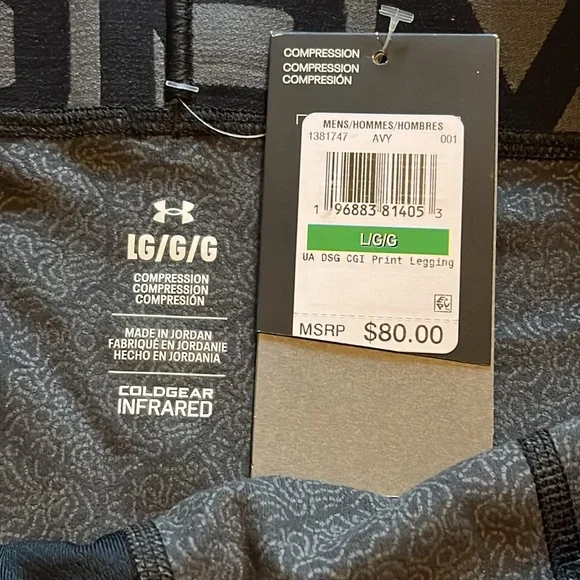 COMPRESSION
COMPRESSION
COMPRESIÓN
MENS/HOMMES/HOMBRES
1381747 AVY 001
1 96883 81405 3
L/G/G
UA DSG CGI Print Legging
MSRP $80.00
LG/G/G
COMPRESSION
COMPRESSION
COMPRESIÓN
MADE IN JORDAN
FABRIQUÉ EN JORDANIE
HECHO EN JORDANIA
COLDGEAR
INFRARED